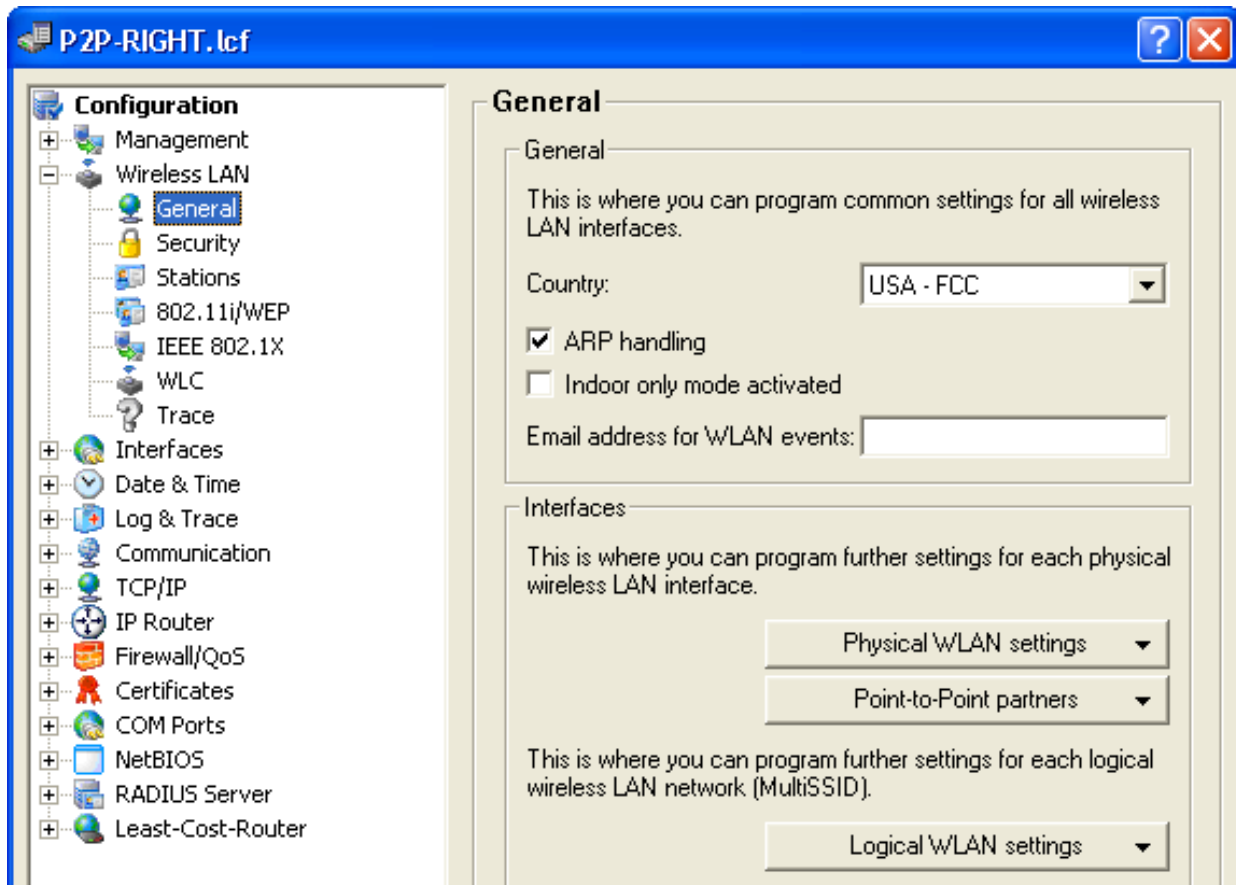 P2P-RIGHT.lcf
Configuration
Management
Wireless LAN
General
Security
Stations
802.11i/WEP
IEEE 802.1X
WLC
Trace
Interfaces
Date & Time
Log & Trace
Communication
TCP/IP
IP Router
Firewall/QoS
Certificates
COM Ports
NetBIOS
RADIUS Server
Least-Cost-Router
General
General
This is where you can program common settings for all wireless
LAN interfaces.
Country:
USA - FCC
ARP handling
Indoor only mode activated
Email address for WLAN events:
Interfaces
This is where you can program further settings for each physical
wireless LAN interface.
Physical WLAN settings
Point-to-Point partners
This is where you can program further settings for each logical
wireless LAN network (MultiSSID).
Logical WLAN settings